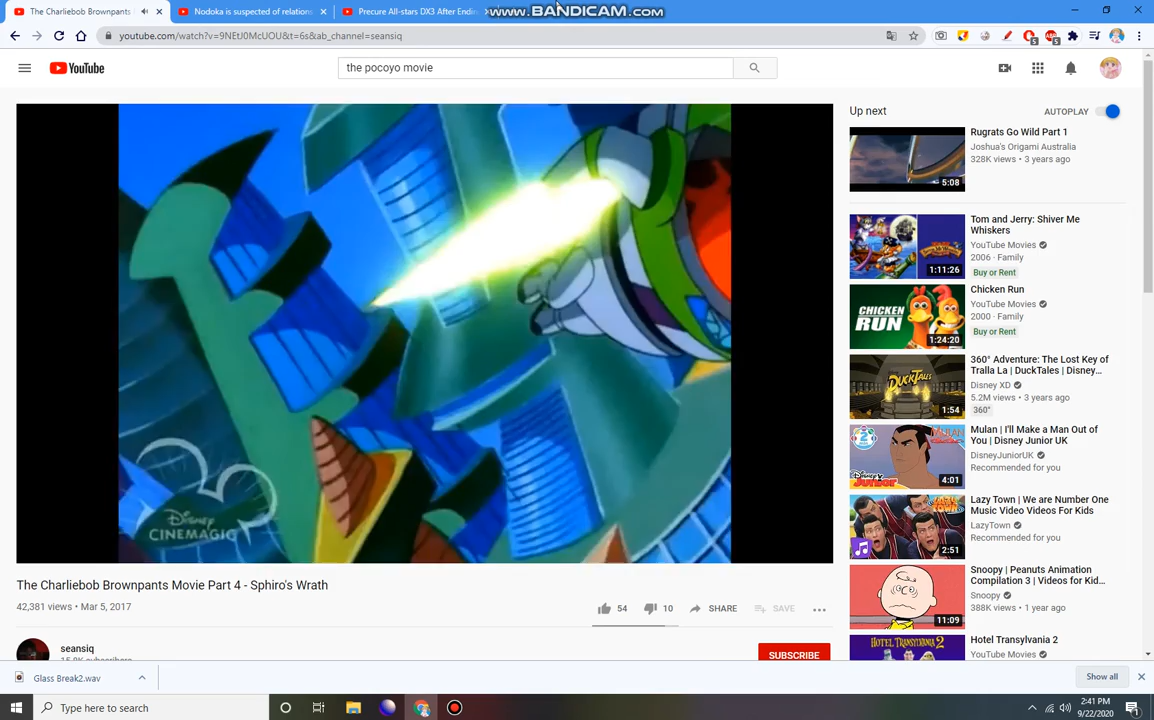 The Charliebob Brownpants
Nodoka is suspected of relation
Precure All-stars DX3 After Endin
www.BANDICAM.com
youtube.com/watch?v=9NEtJ0McUOU&t=6s&ab_channel=seansiq
5
5
YouTube
the pocoyo movie
Up next
AUTOPLAY
Rugrats Go Wild Part 1
Joshua's Origami Australia
328K views • 3 years ago
5:08
Tom and Jerry: Shiver Me
Whiskers
YouTube Movies
2006 • Family
Buy or Rent
1:11:26
Chicken Run
YouTube Movies
2000 • Family
Buy or Rent
CHICKEN
RUN
1:24:20
360° Adventure: The Lost Key of
Tralla La | DuckTales | Disney...
Disney XD
5.2M views • 3 years ago
360°
DUCKTALES
1:54
Mulan | I'll Make a Man Out of
You | Disney Junior UK
DisneyJuniorUK
Recommended for you
4:01
Lazy Town | We are Number One
Music Video Videos For Kids
LazyTown
Recommended for you
2:51
Snoopy | Peanuts Animation
Compilation 3 | Videos for Kid...
Snoopy
388K views • 1 year ago
11:09
Hotel Transylvania 2
YouTube Movies
HOTEL TRANSYLVANIA 2
Disney
CINEMAGIC
The Charliebob Brownpants Movie Part 4 - Sphiro's Wrath
42,381 views • Mar 5, 2017
54
10
SHARE
SAVE
seansiq
SUBSCRIBE
Glass Break2.wav
Show all
Type here to search
2:41 PM
9/22/2020
1